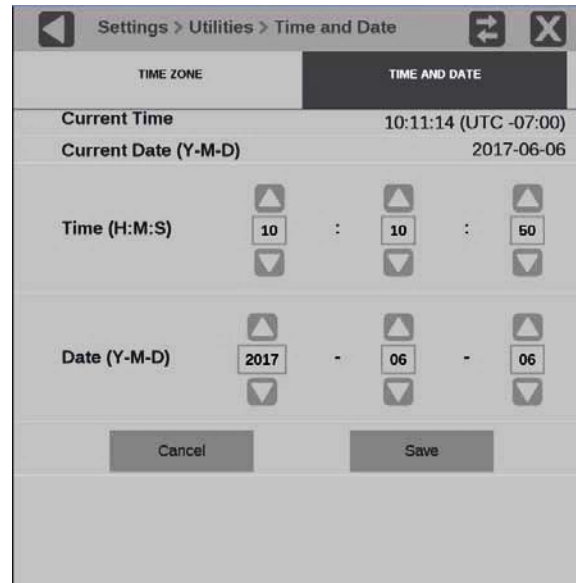 Settings > Utilities > Time and Date
TIME ZONE TIME AND DATE
Current Time 10:11:14 (UTC -07:00)
Current Date (Y-M-D) 2017-06-06
Time (H:M:S) 10 : 10 : 50
Date (Y-M-D) 2017 - 06 - 06
Cancel Save